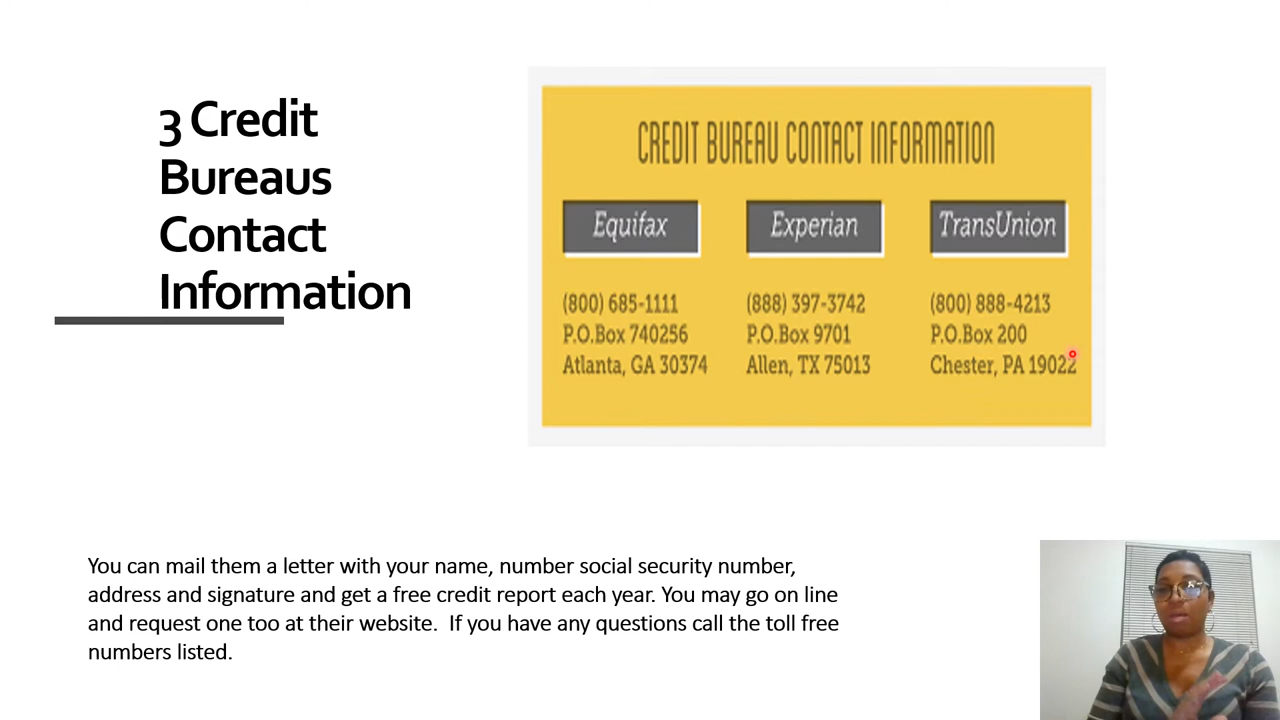 3 Credit
Bureaus
Contact
Information
CREDIT BUREAU CONTACT INFORMATION
Equifax
(800) 685-1111
P.O.Box 740256
Atlanta, GA 30374
Experian
(888) 397-3742
P.O.Box 9701
Allen, TX 75013
TransUnion
(800) 888-4213
P.O.Box 200
Chester, PA 19022
You can mail them a letter with your name, number social security number,
address and signature and get a free credit report each year. You may go on line
and request one too at their website.  If you have any questions call the toll free
numbers listed.